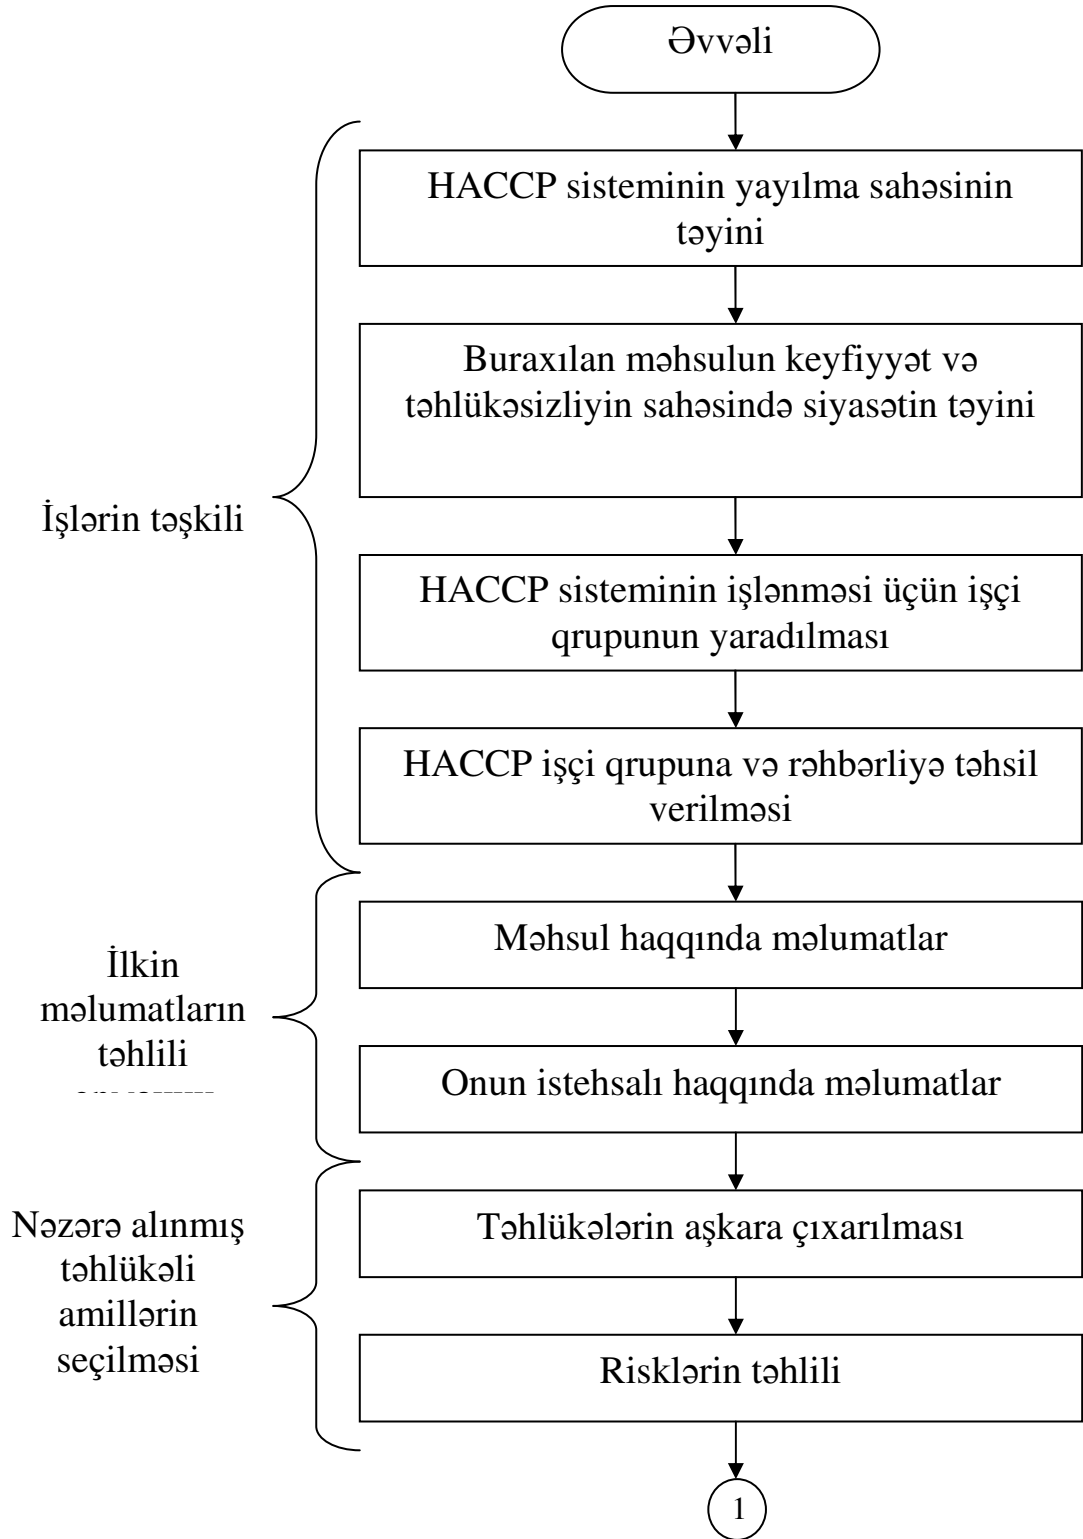 Əvvəli
HACCP sisteminin yayılma sahəsinin
təyini
Buraxılan məhsulun keyfiyyət və
təhlükəsizliyin sahəsində siyasətin təyini
İşlərin təşkili
HACCP sisteminin işlənməsi üçün işçi
qrupunun yaradılması
HACCP işçi qrupuna və rəhbərliyə təhsil
verilməsi
Məhsul haqqında məlumatlar
İlkin
məlumatların
təhlili
Onun istehsalı haqqında məlumatlar
Təhlükələrin aşkara çıxarılması
Nəzərə alınmış
təhlükəli
amillərin
seçilməsi
Risklərin təhlili
1